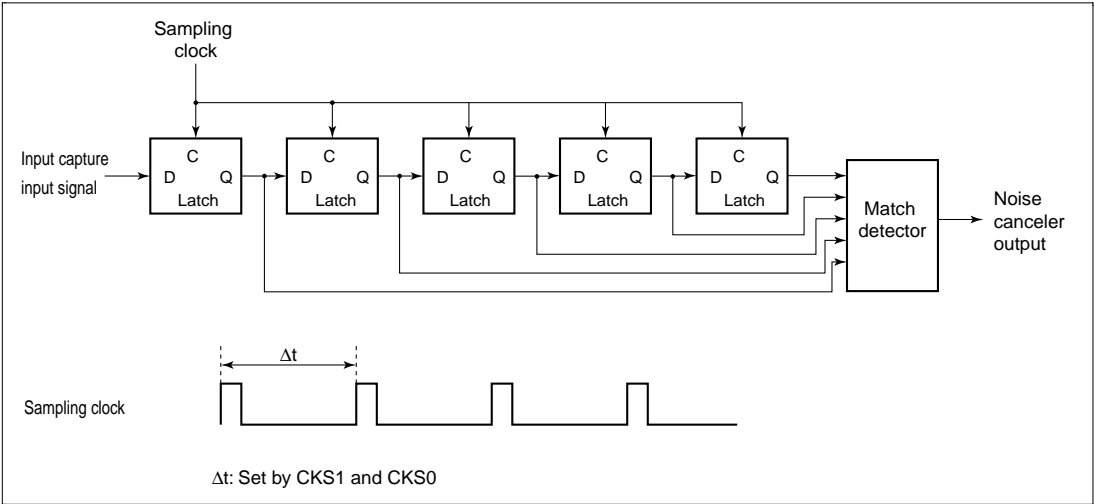 Sampling
clock
Input capture
input signal
C
D Q
Latch
C
D Q
Latch
C
D Q
Latch
C
D Q
Latch
C
D Q
Latch
Match
detector
Noise
canceler
output
Δt
Sampling clock
Δt: Set by CKS1 and CKS0